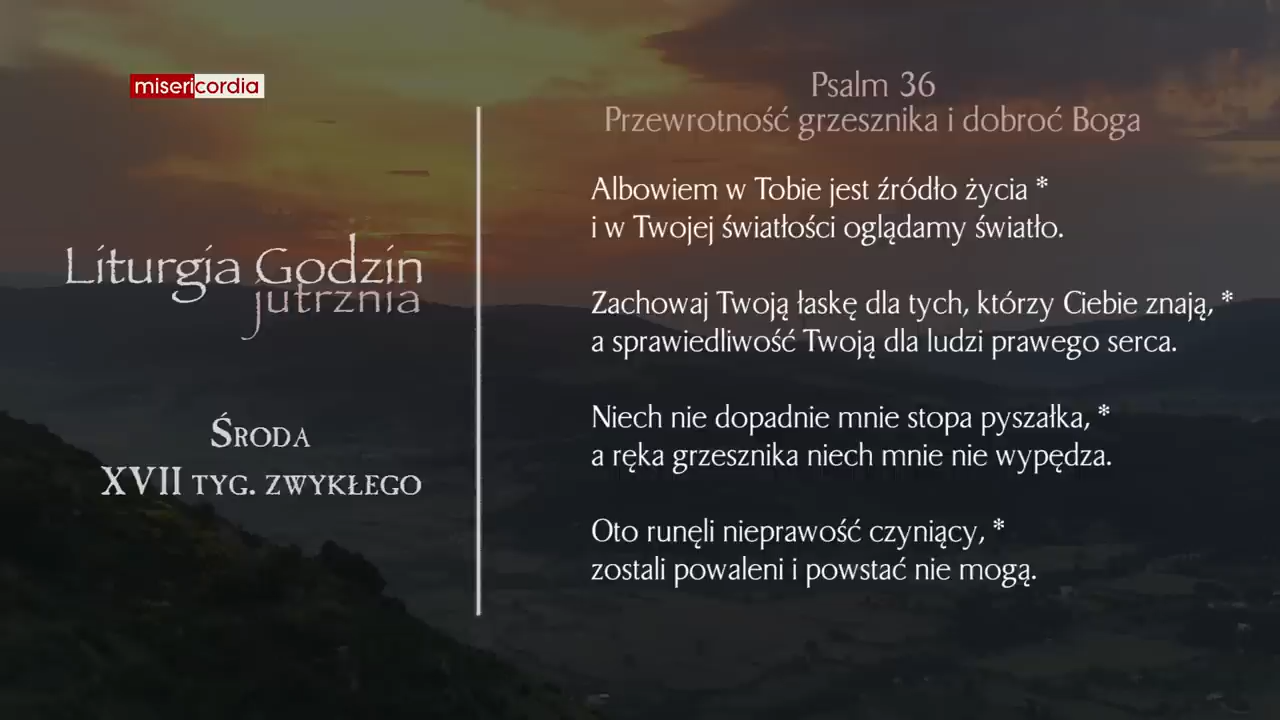 misericordia
Liturgia Godzin
jutrznia
Środa
XVII tyg. zwykłego
Psalm 36
Przewrotność grzesznika i dobroć Boga
Albowiem w Tobie jest źródło życia *
i w Twojej światłości oglądamy światło.
Zachowaj Twoją łaskę dla tych, którzy Ciebie znają, *
a sprawiedliwość Twoją dla ludzi prawego serca.
Niech nie dopadnie mnie stopa pyszałka, *
a ręka grzesznika niech mnie nie wypędza.
Oto runęli nieprawość czyniący, *
zostali powaleni i powstać nie mogą.